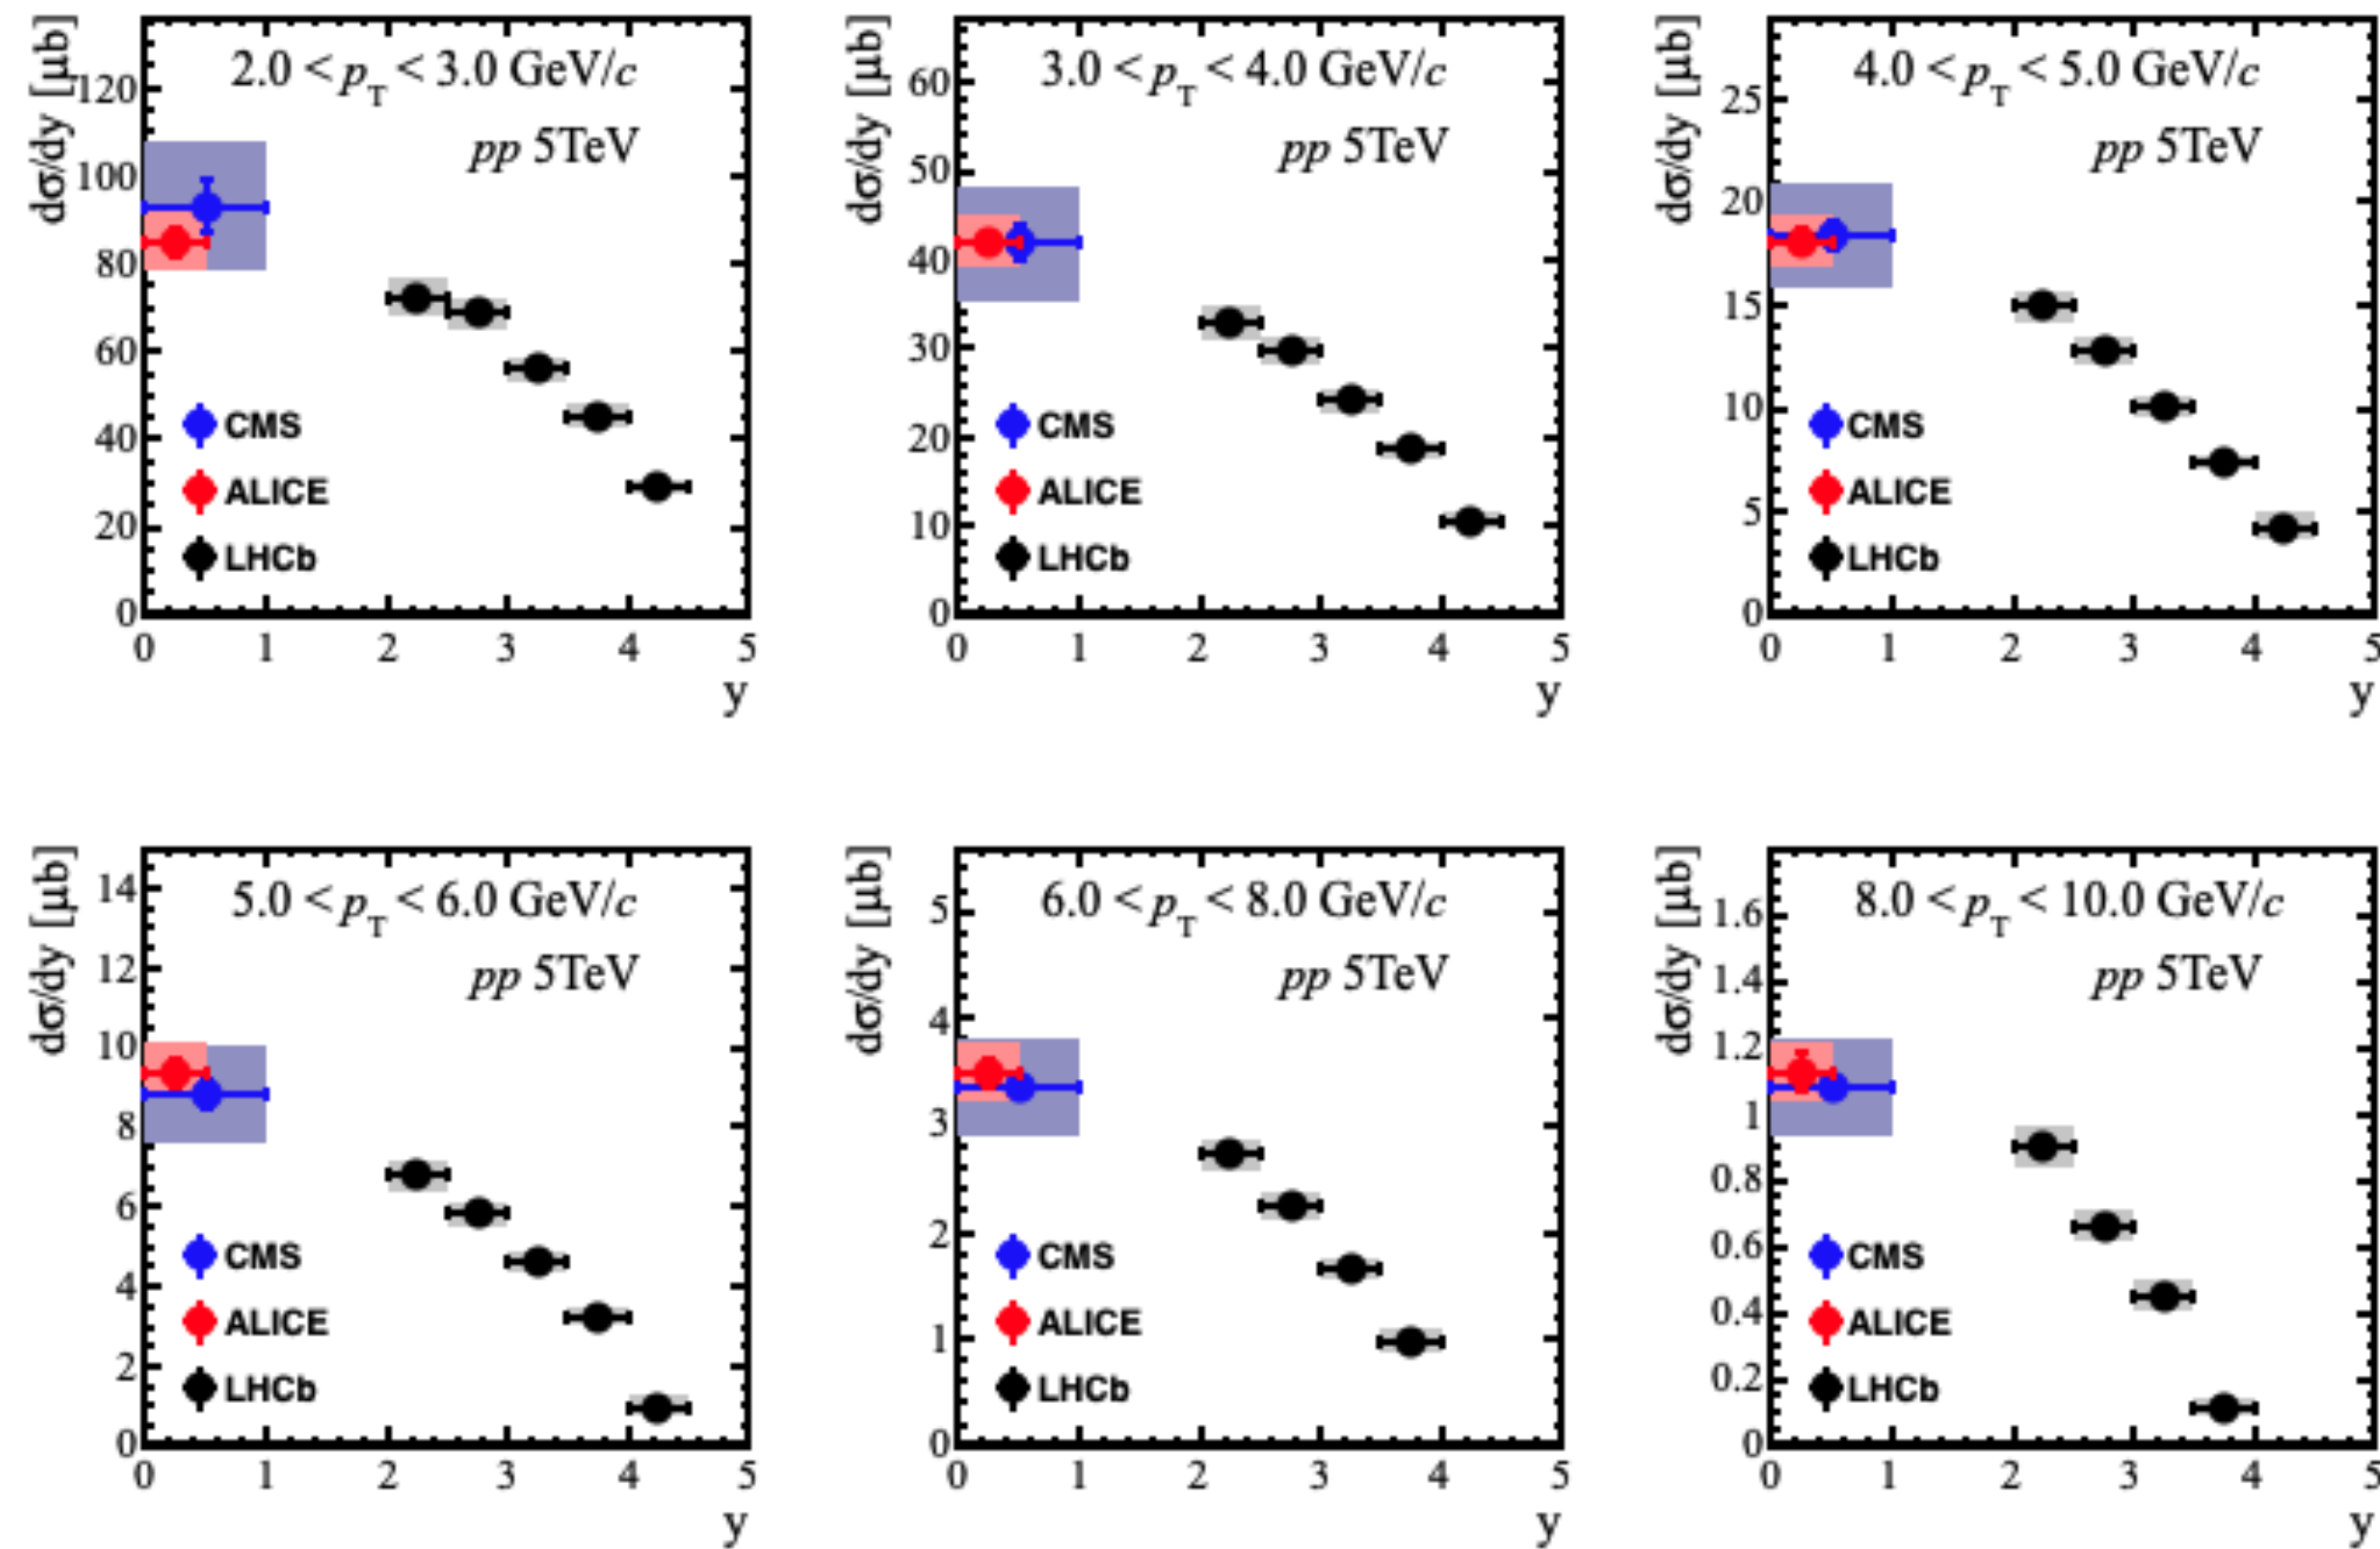 dσ/dy [μb]
2.0 < pT < 3.0 GeV/c
pp 5TeV
120
100
80
60
40
20
0
CMS
ALICE
LHCb
0 1 2 3 4 5
y
dσ/dy [μb]
3.0 < pT < 4.0 GeV/c
pp 5TeV
60
50
40
30
20
10
0
CMS
ALICE
LHCb
0 1 2 3 4 5
y
dσ/dy [μb]
4.0 < pT < 5.0 GeV/c
pp 5TeV
25
20
15
10
5
0
CMS
ALICE
LHCb
0 1 2 3 4 5
y
dσ/dy [μb]
5.0 < pT < 6.0 GeV/c
pp 5TeV
14
12
10
8
6
4
2
0
CMS
ALICE
LHCb
0 1 2 3 4 5
y
dσ/dy [μb]
6.0 < pT < 8.0 GeV/c
pp 5TeV
5
4
3
2
1
0
CMS
ALICE
LHCb
0 1 2 3 4 5
y
dσ/dy [μb]
8.0 < pT < 10.0 GeV/c
pp 5TeV
1.6
1.4
1.2
1
0.8
0.6
0.4
0.2
0
CMS
ALICE
LHCb
0 1 2 3 4 5
y